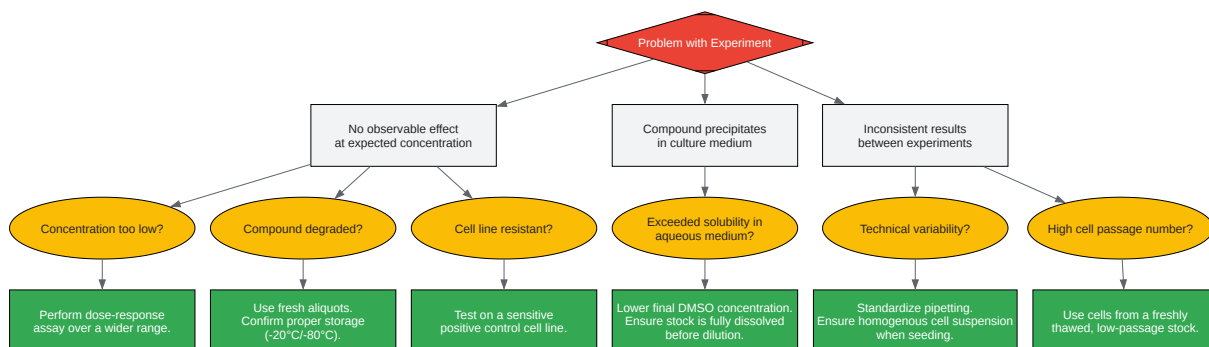 Problem with Experiment
No observable effect
at expected concentration
Compound precipitates
in culture medium
Inconsistent results
between experiments
Concentration too low?
Compound degraded?
Cell line resistant?
Exceeded solubility in
aqueous medium?
Technical variability?
High cell passage number?
Perform dose-response
assay over a wider range.
Use fresh aliquots.
Confirm proper storage
(-20°C/-80°C).
Test on a sensitive
positive control cell line.
Lower final DMSO concentration.
Ensure stock is fully dissolved
before dilution.
Standardize pipetting.
Ensure homogenous cell suspension
when seeding.
Use cells from a freshly
thawed, low-passage stock.